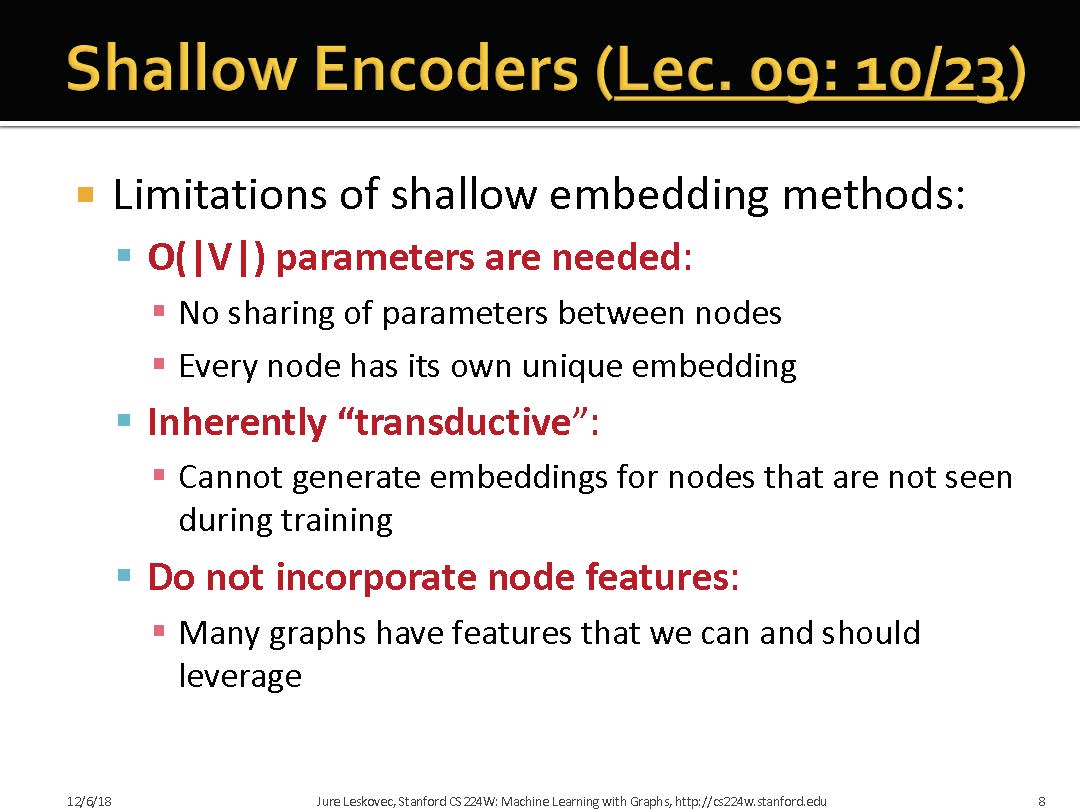 Shallow Encoders (Lec. 09: 10/23)
Limitations of shallow embedding methods:
O(|V|) parameters are needed:
No sharing of parameters between nodes
Every node has its own unique embedding
Inherently “transductive”:
Cannot generate embeddings for nodes that are not seen
during training
Do not incorporate node features:
Many graphs have features that we can and should
leverage
12/6/18
Jure Leskovec, Stanford CS224W: Machine Learning with Graphs, http://cs224w.stanford.edu
8